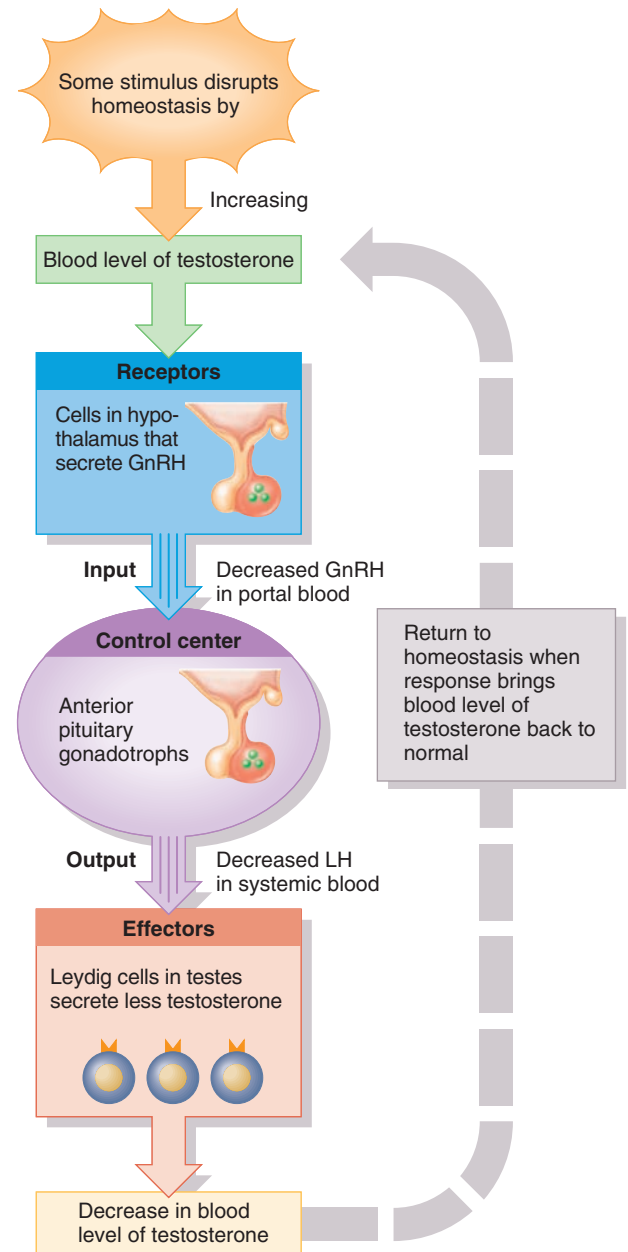 Some stimulus disrupts
homeostasis by
Increasing
Blood level of testosterone
Receptors
Cells in hypo-
thalamus that
secrete GnRH
Input
Decreased GnRH
in portal blood
Control center
Anterior
pituitary
gonadotrophs
Return to
homeostasis when
response brings
blood level of
testosterone back to
normal
Output
Decreased LH
in systemic blood
Effectors
Leydig cells in testes
secrete less testosterone
Decrease in blood
level of testosterone